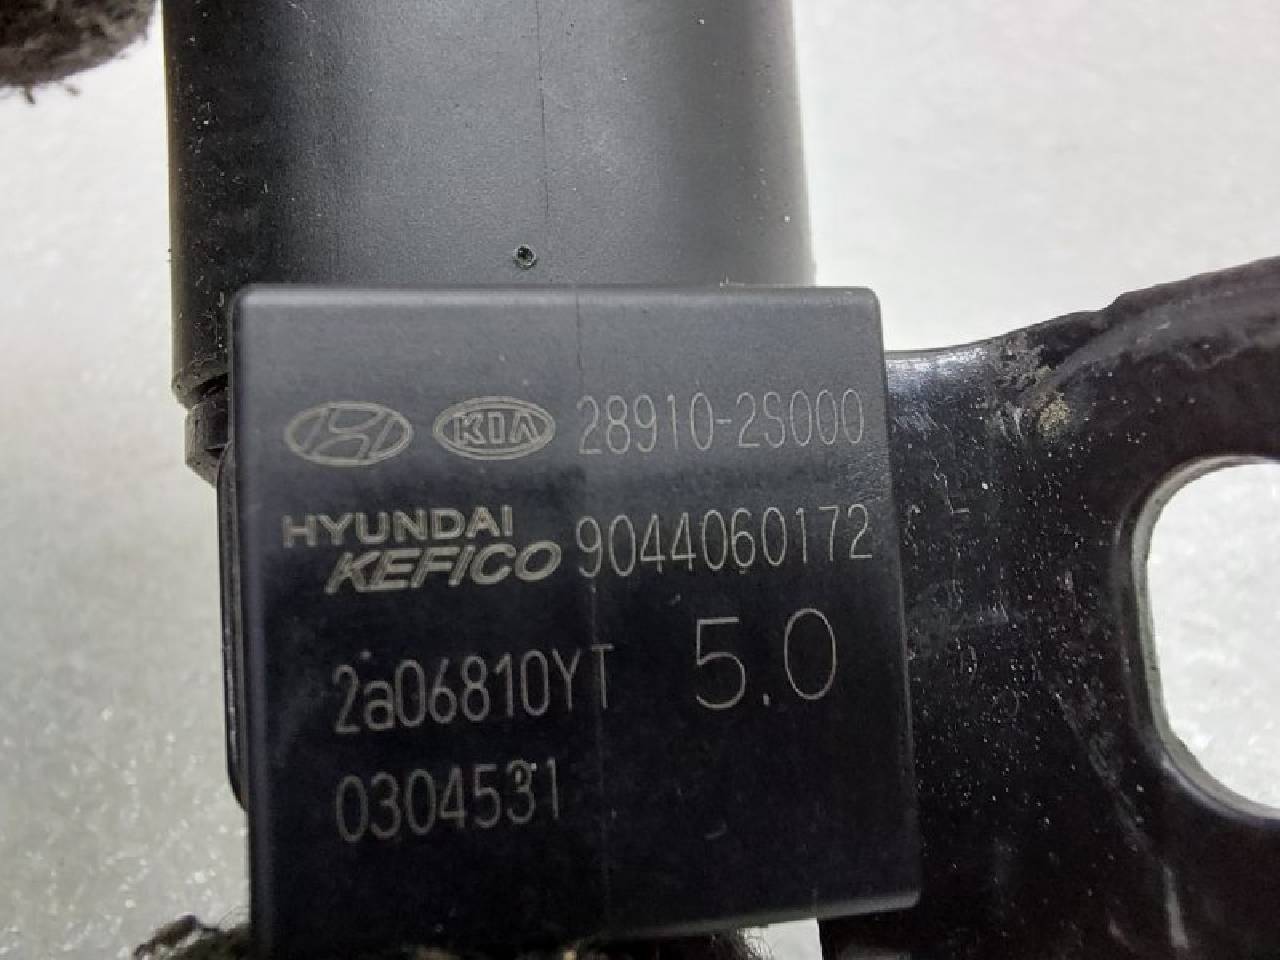 KIA 28910-2S000
HYUNDAI
KEFICO 9044060172
2a06810YT 5.0
0304531